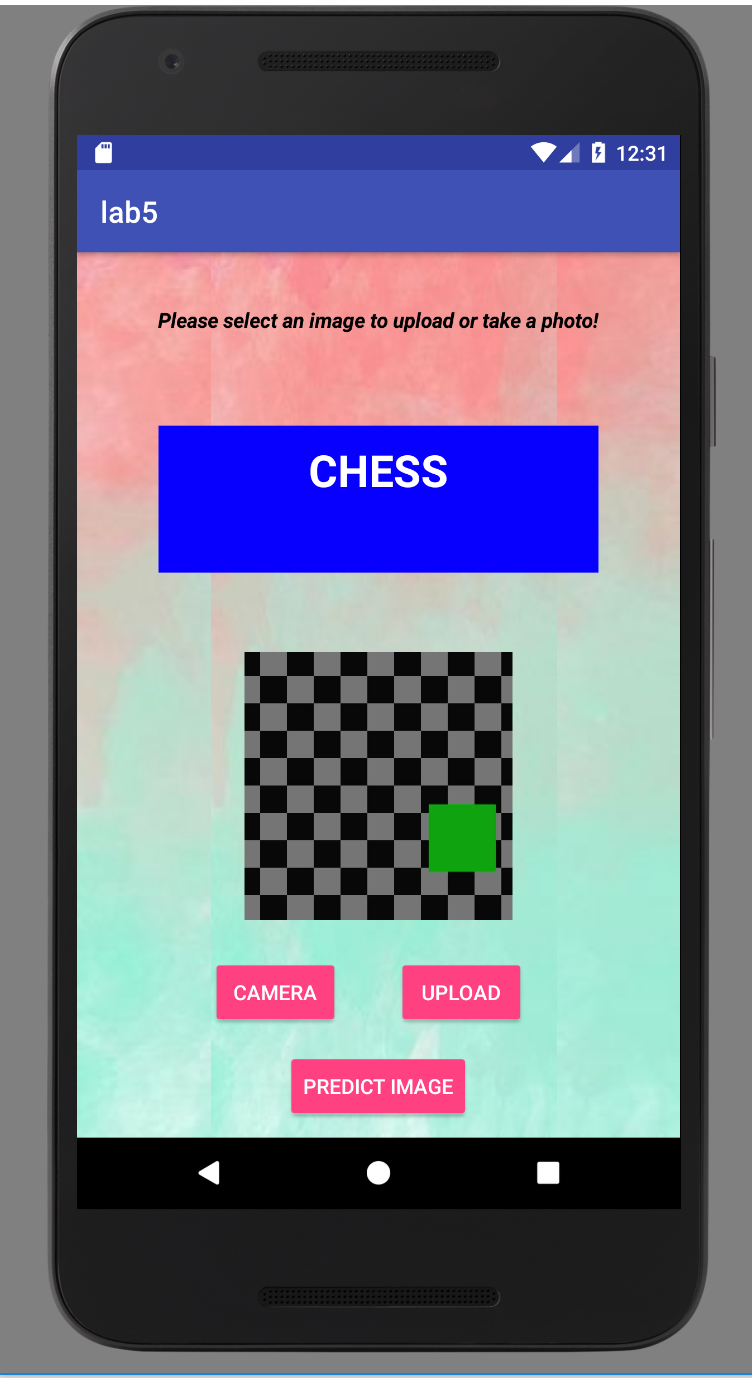 12:31
lab5
Please select an image to upload or take a photo!
CHESS
CAMERA UPLOAD
PREDICT IMAGE